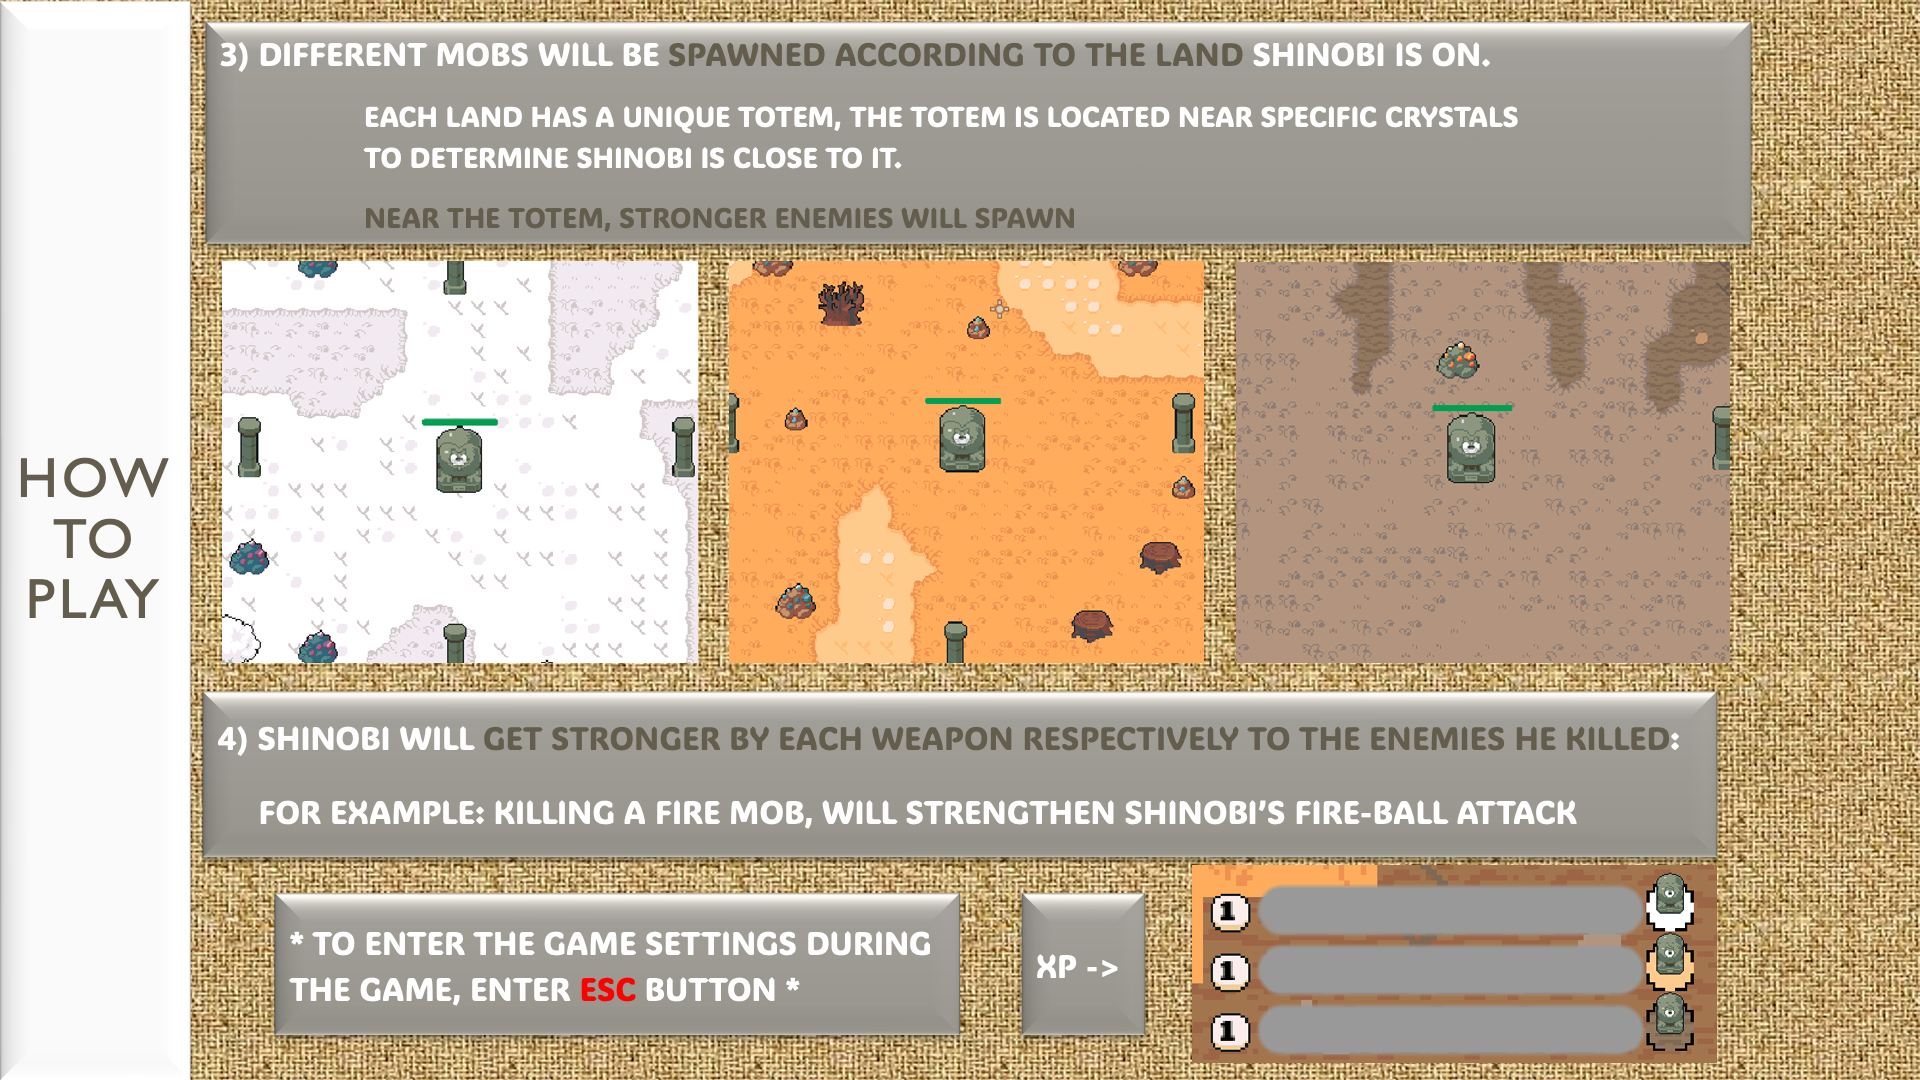 HOW
TO
PLAY
3) DIFFERENT MOBS WILL BE SPAWNED ACCORDING TO THE LAND SHINOBI IS ON.
EACH LAND HAS A UNIQUE TOTEM, THE TOTEM IS LOCATED NEAR SPECIFIC CRYSTALS
TO DETERMINE SHINOBI IS CLOSE TO IT.
NEAR THE TOTEM, STRONGER ENEMIES WILL SPAWN
4) SHINOBI WILL GET STRONGER BY EACH WEAPON RESPECTIVELY TO THE ENEMIES HE KILLED:
FOR EXAMPLE: KILLING A FIRE MOB, WILL STRENGTHEN SHINOBI'S FIRE-BALL ATTACK
* TO ENTER THE GAME SETTINGS DURING
THE GAME, ENTER ESC BUTTON *
XP ->
1
1
1